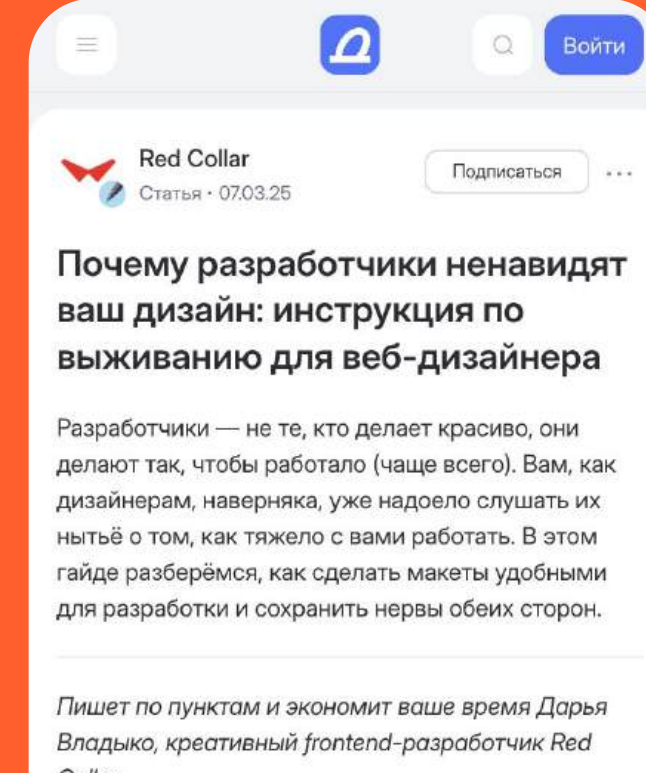 Войти
Red Collar
Статья · 07.03.25
Подписаться
Почему разработчики ненавидят
ваш дизайн: инструкция по
выживанию для веб-дизайнера
Разработчики — не те, кто делает красиво, они
делают так, чтобы работало (чаще всего). Вам, как
дизайнерам, наверняка, уже надоело слушать их
нытьё о том, как тяжело с вами работать. В этом
гайде разберёмся, как сделать макеты удобными
для разработки и сохранить нервы обеих сторон.
Пишет по пунктам и экономит ваше время Дарья
Владыко, креативный frontend-разработчик Red